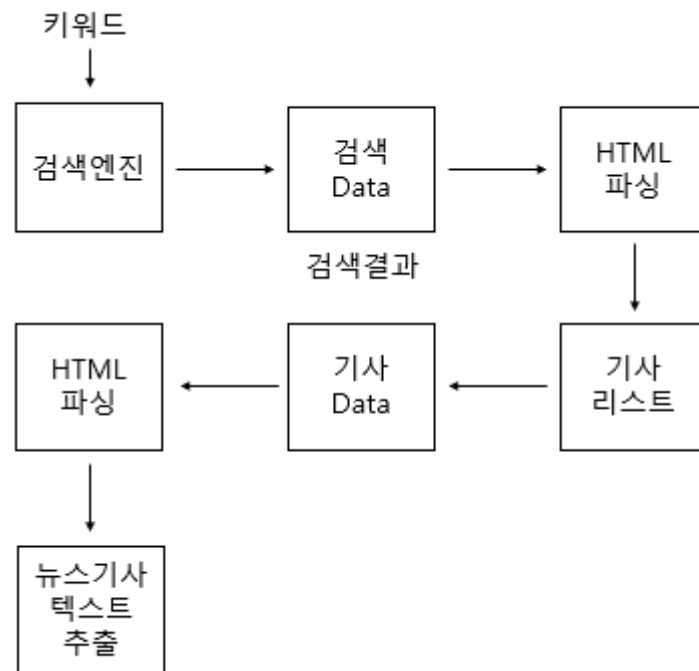 키워드
검색엔진
검색
Data
HTML
파싱
검색결과
HTML
파싱
기사
Data
기사
리스트
뉴스기사
텍스트
추출